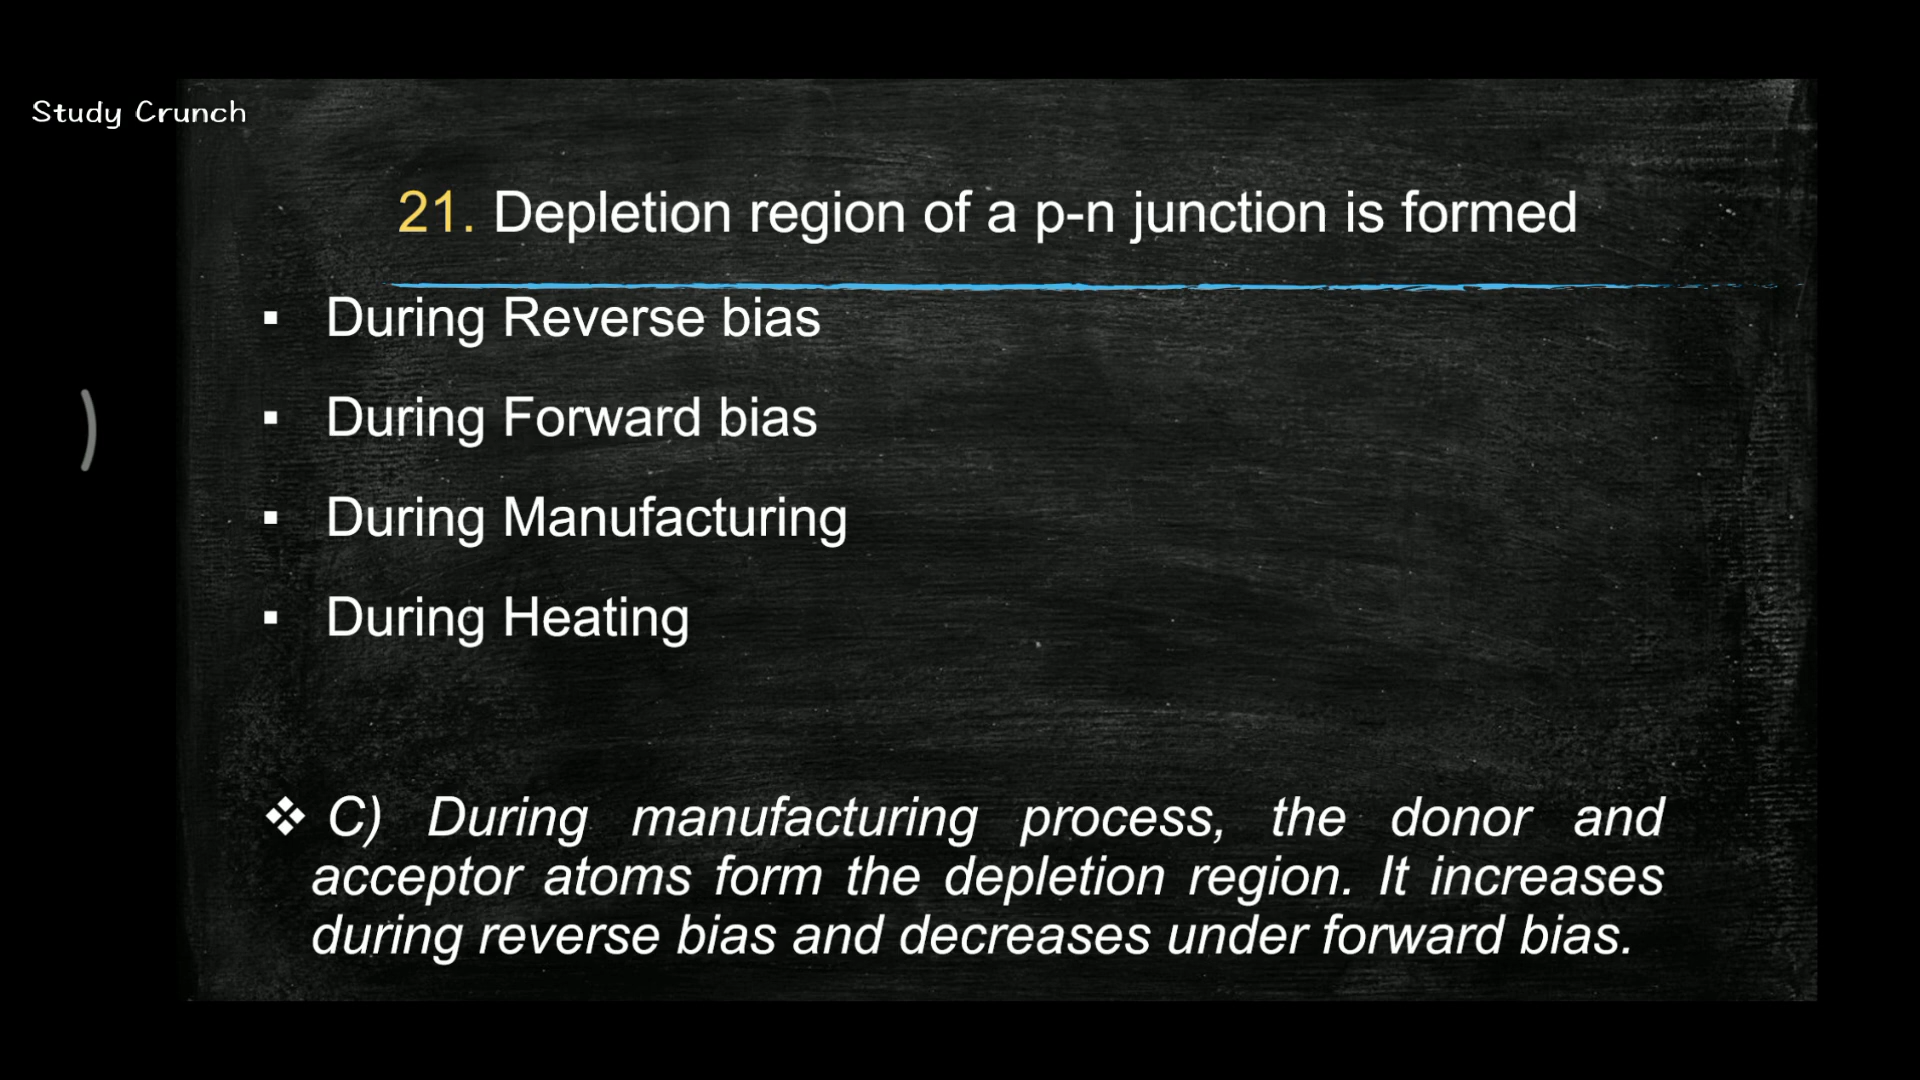 Study Crunch
21. Depletion region of a p-n junction is formed
▪ During Reverse bias
▪ During Forward bias
▪ During Manufacturing
▪ During Heating
❖ C) During manufacturing process, the donor and
acceptor atoms form the depletion region. It increases
during reverse bias and decreases under forward bias.